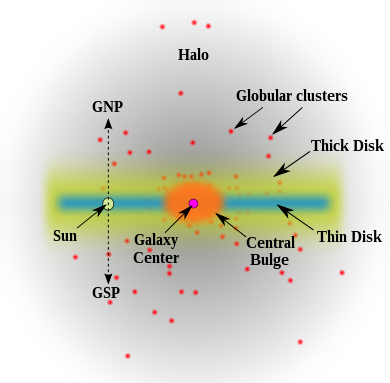 Halo
Globular clusters
GNP
Thick Disk
Sun
Galaxy
Center
Central
Bulge
Thin Disk
GSP